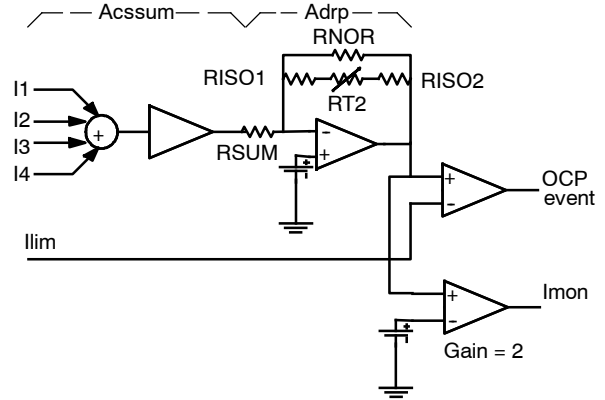 Acssum
Adrp
RNOR
RISO1
RISO2
RT2
I1
I2
I3
I4
+
RSUM
−
+
+
+
−
OCP
event
Ilim
Imon
+
−
+
Gain = 2